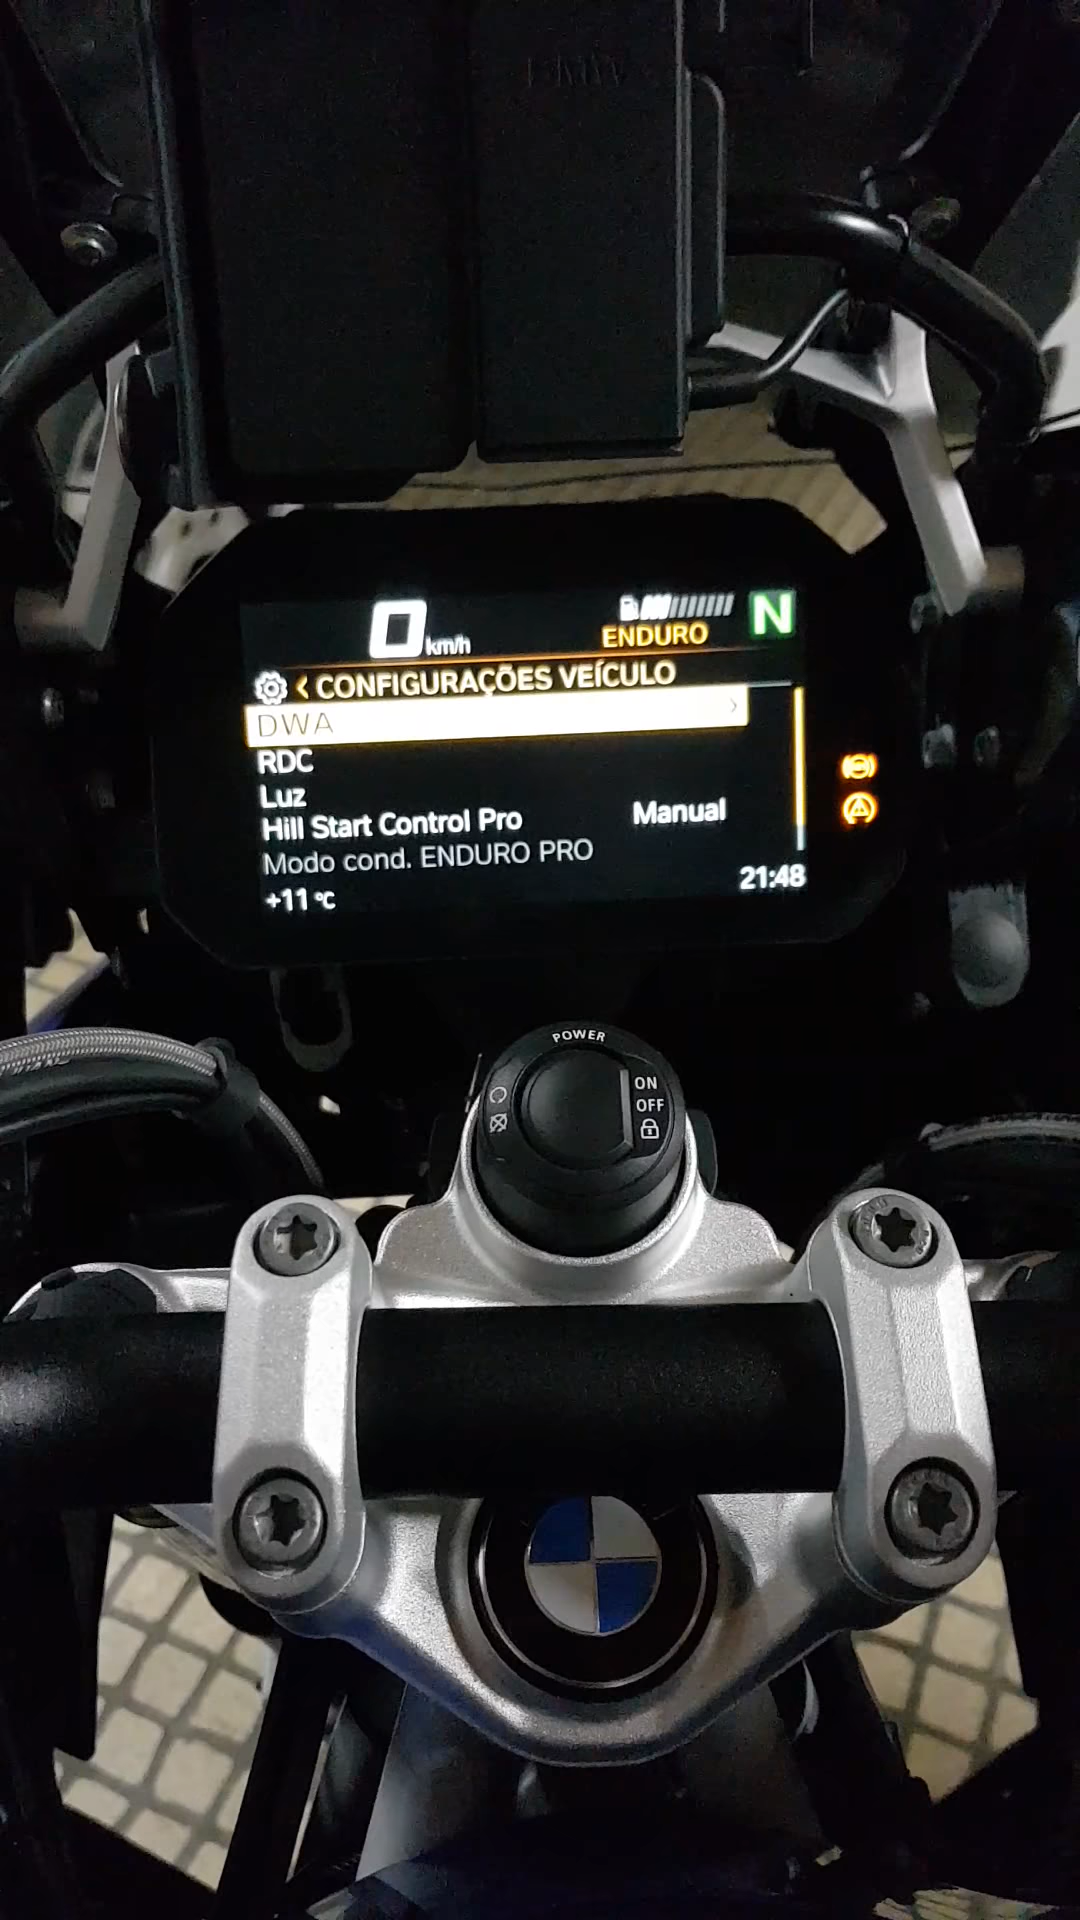 BMW
0 km/h
ENDURO
N
CONFIGURAÇÕES VEÍCULO
DWA
RDC
Luz
Hill Start Control Pro Manual
Modo cond. ENDURO PRO
+11 °C 21:48
POWER
ON
OFF